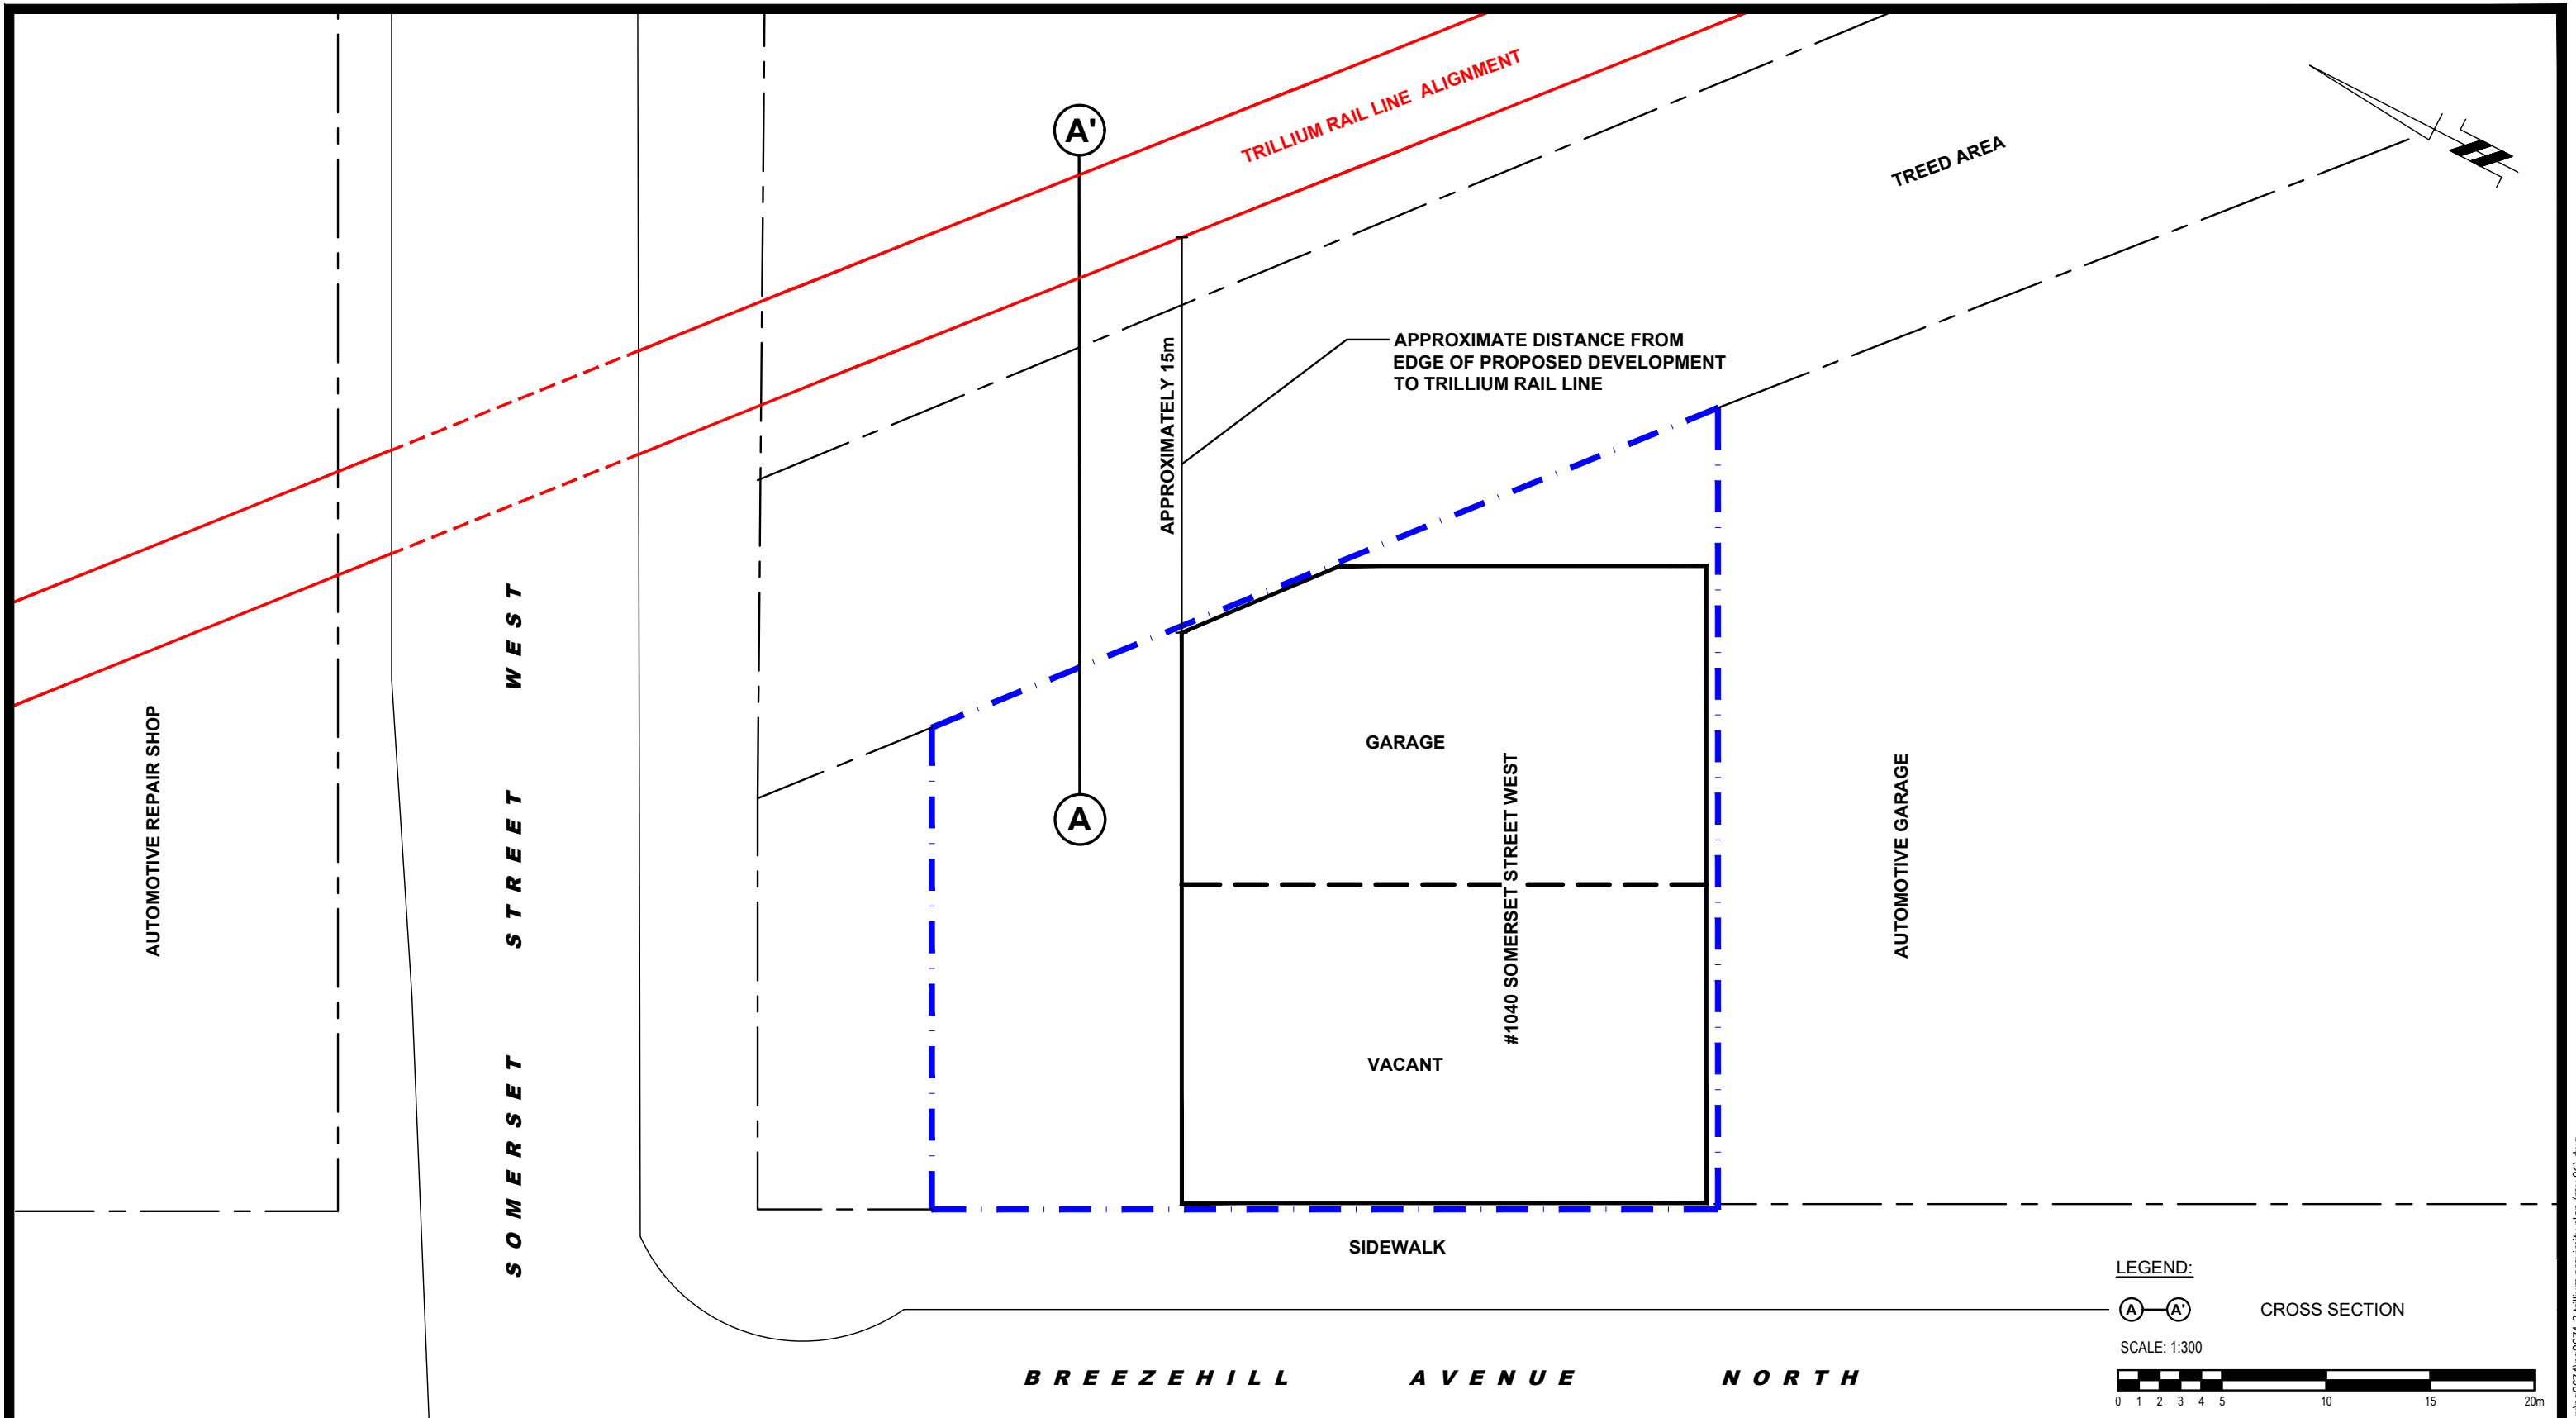 TRILLIUM RAIL LINE ALIGNMENT
A'
TREED AREA
APPROXIMATE DISTANCE FROM
EDGE OF PROPOSED DEVELOPMENT
TO TRILLIUM RAIL LINE
APPROXIMATELY 15m
AUTOMOTIVE REPAIR SHOP
SOMERSET STREET WEST
A
GARAGE
#1040 SOMERSET STREET WEST
VACANT
AUTOMOTIVE GARAGE
SIDEWALK
BREEZEHILL AVENUE NORTH
LEGEND:
A A' CROSS SECTION
SCALE: 1:300
0 1 2 3 4 5 10 15 20m